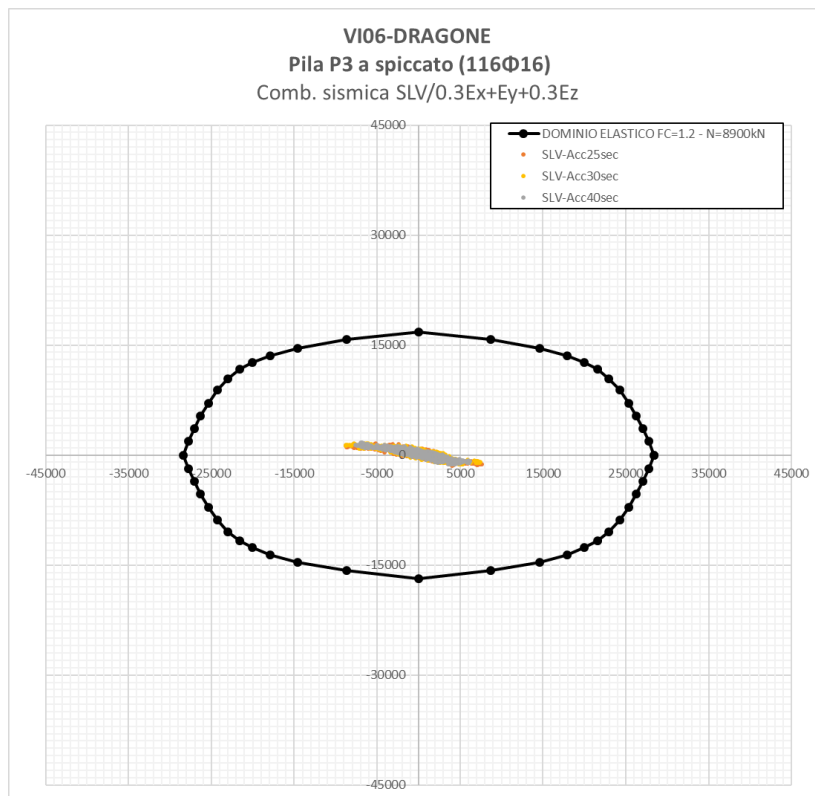 VI06-DRAGONE
Pila P3 a spiccato (116Φ16)
Comb. sismica SLV/0.3Ex+Ey+0.3Ez
45000
DOMINIO ELASTICO FC=1.2 - N=8900kN
SLV-Acc25sec
SLV-Acc30sec
SLV-Acc40sec
30000
15000
0
-45000 -35000 -25000 -15000 -5000 5000 15000 25000 35000 45000
-15000
-30000
-45000